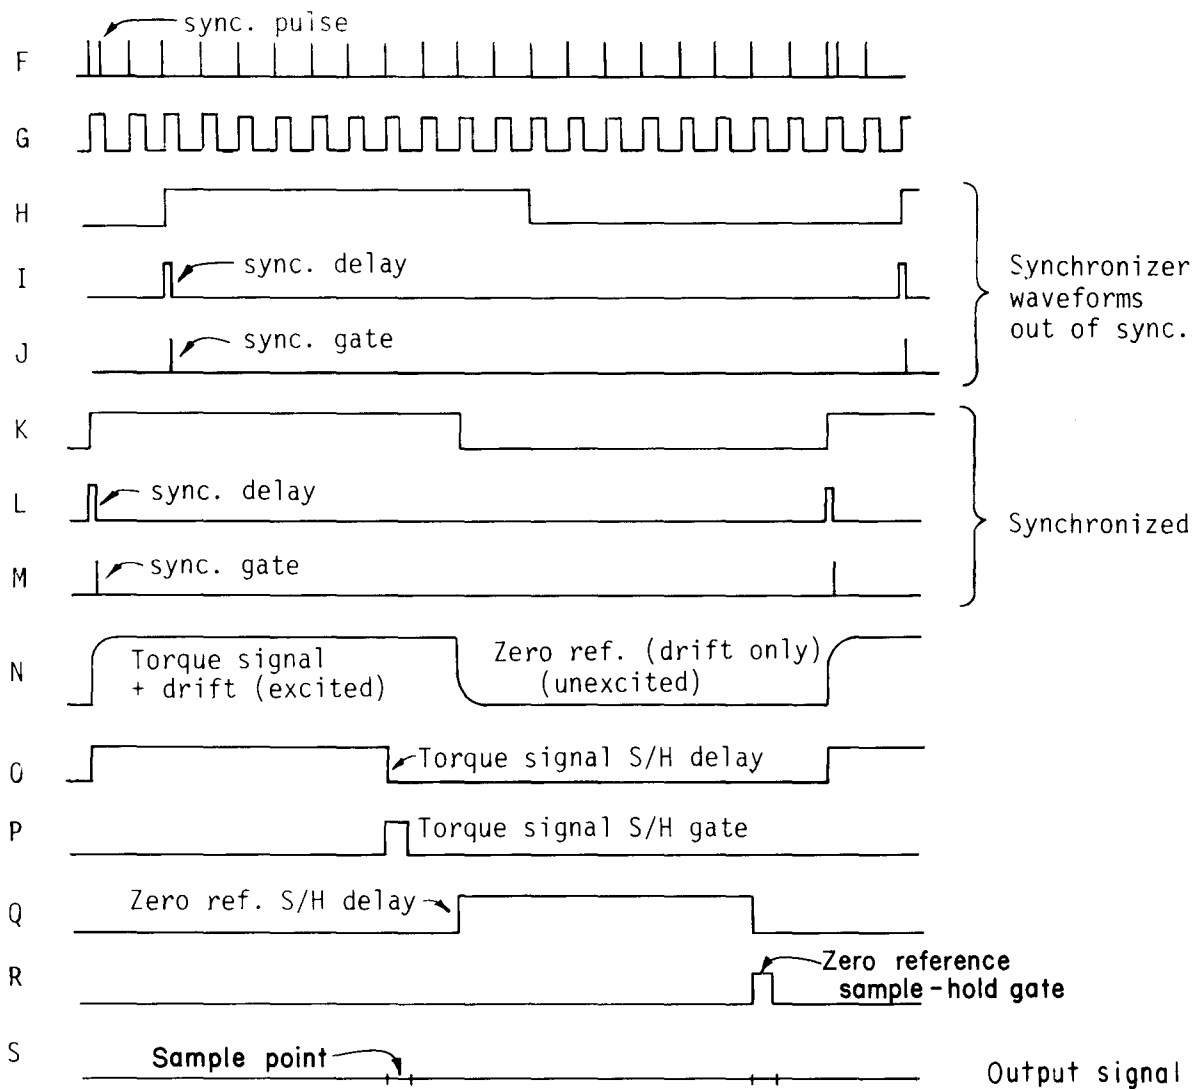 sync. pulse
F
G
H
I
sync. delay
J
sync. gate
Synchronizer
waveforms
out of sync.
K
L
sync. delay
M
sync. gate
Synchronized
N
Torque signal
+ drift (excited)
Zero ref. (drift only)
(unexcited)
O
Torque signal S/H delay
P
Torque signal S/H gate
Q
Zero ref. S/H delay
R
Zero reference
sample-hold gate
S
Sample point
Output signal